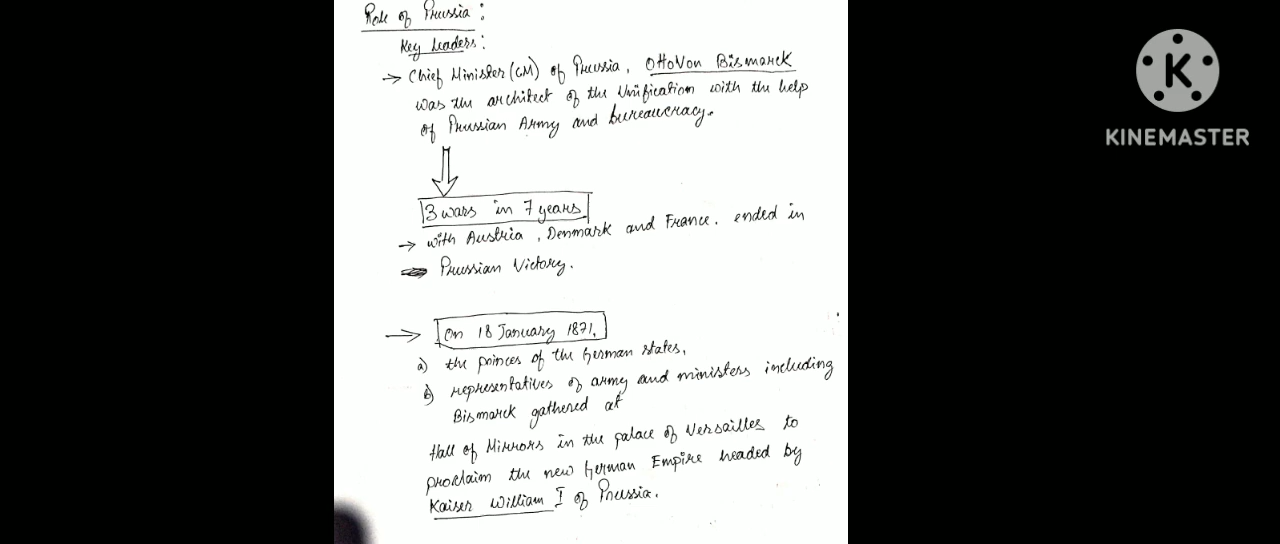 Role of Prussia:
Key leaders:
→ Chief Minister (CM) of Prussia, Otto Von Bismarck
was the architect of the Unification with the help
of Prussian Army and bureaucracy.
3 wars in 7 years
→ with Austria, Denmark and France. ended in
Prussian Victory.
→ On 18 January 1871,
a) the princes of the German states,
b) representatives of army and ministers including
Bismarck gathered at
Hall of Mirrors in the palace of Versailles to
proclaim the new German Empire headed by
Kaiser William I of Prussia.
K
KINEMASTER